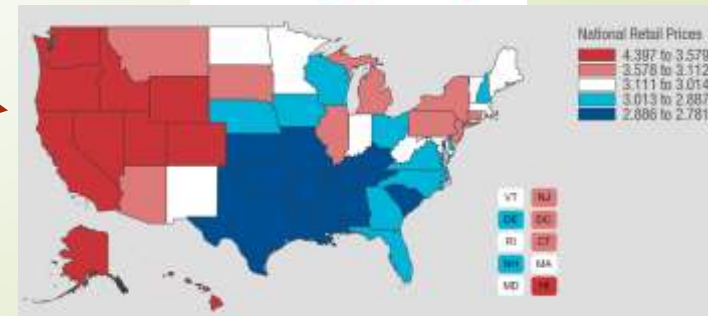 National Retail Prices
4.397 to 3.579
3.578 to 3.112
3.111 to 3.014
3.013 to 2.887
2.886 to 2.781
VT NJ
DE DC
RI CT
NH MA
MD HI